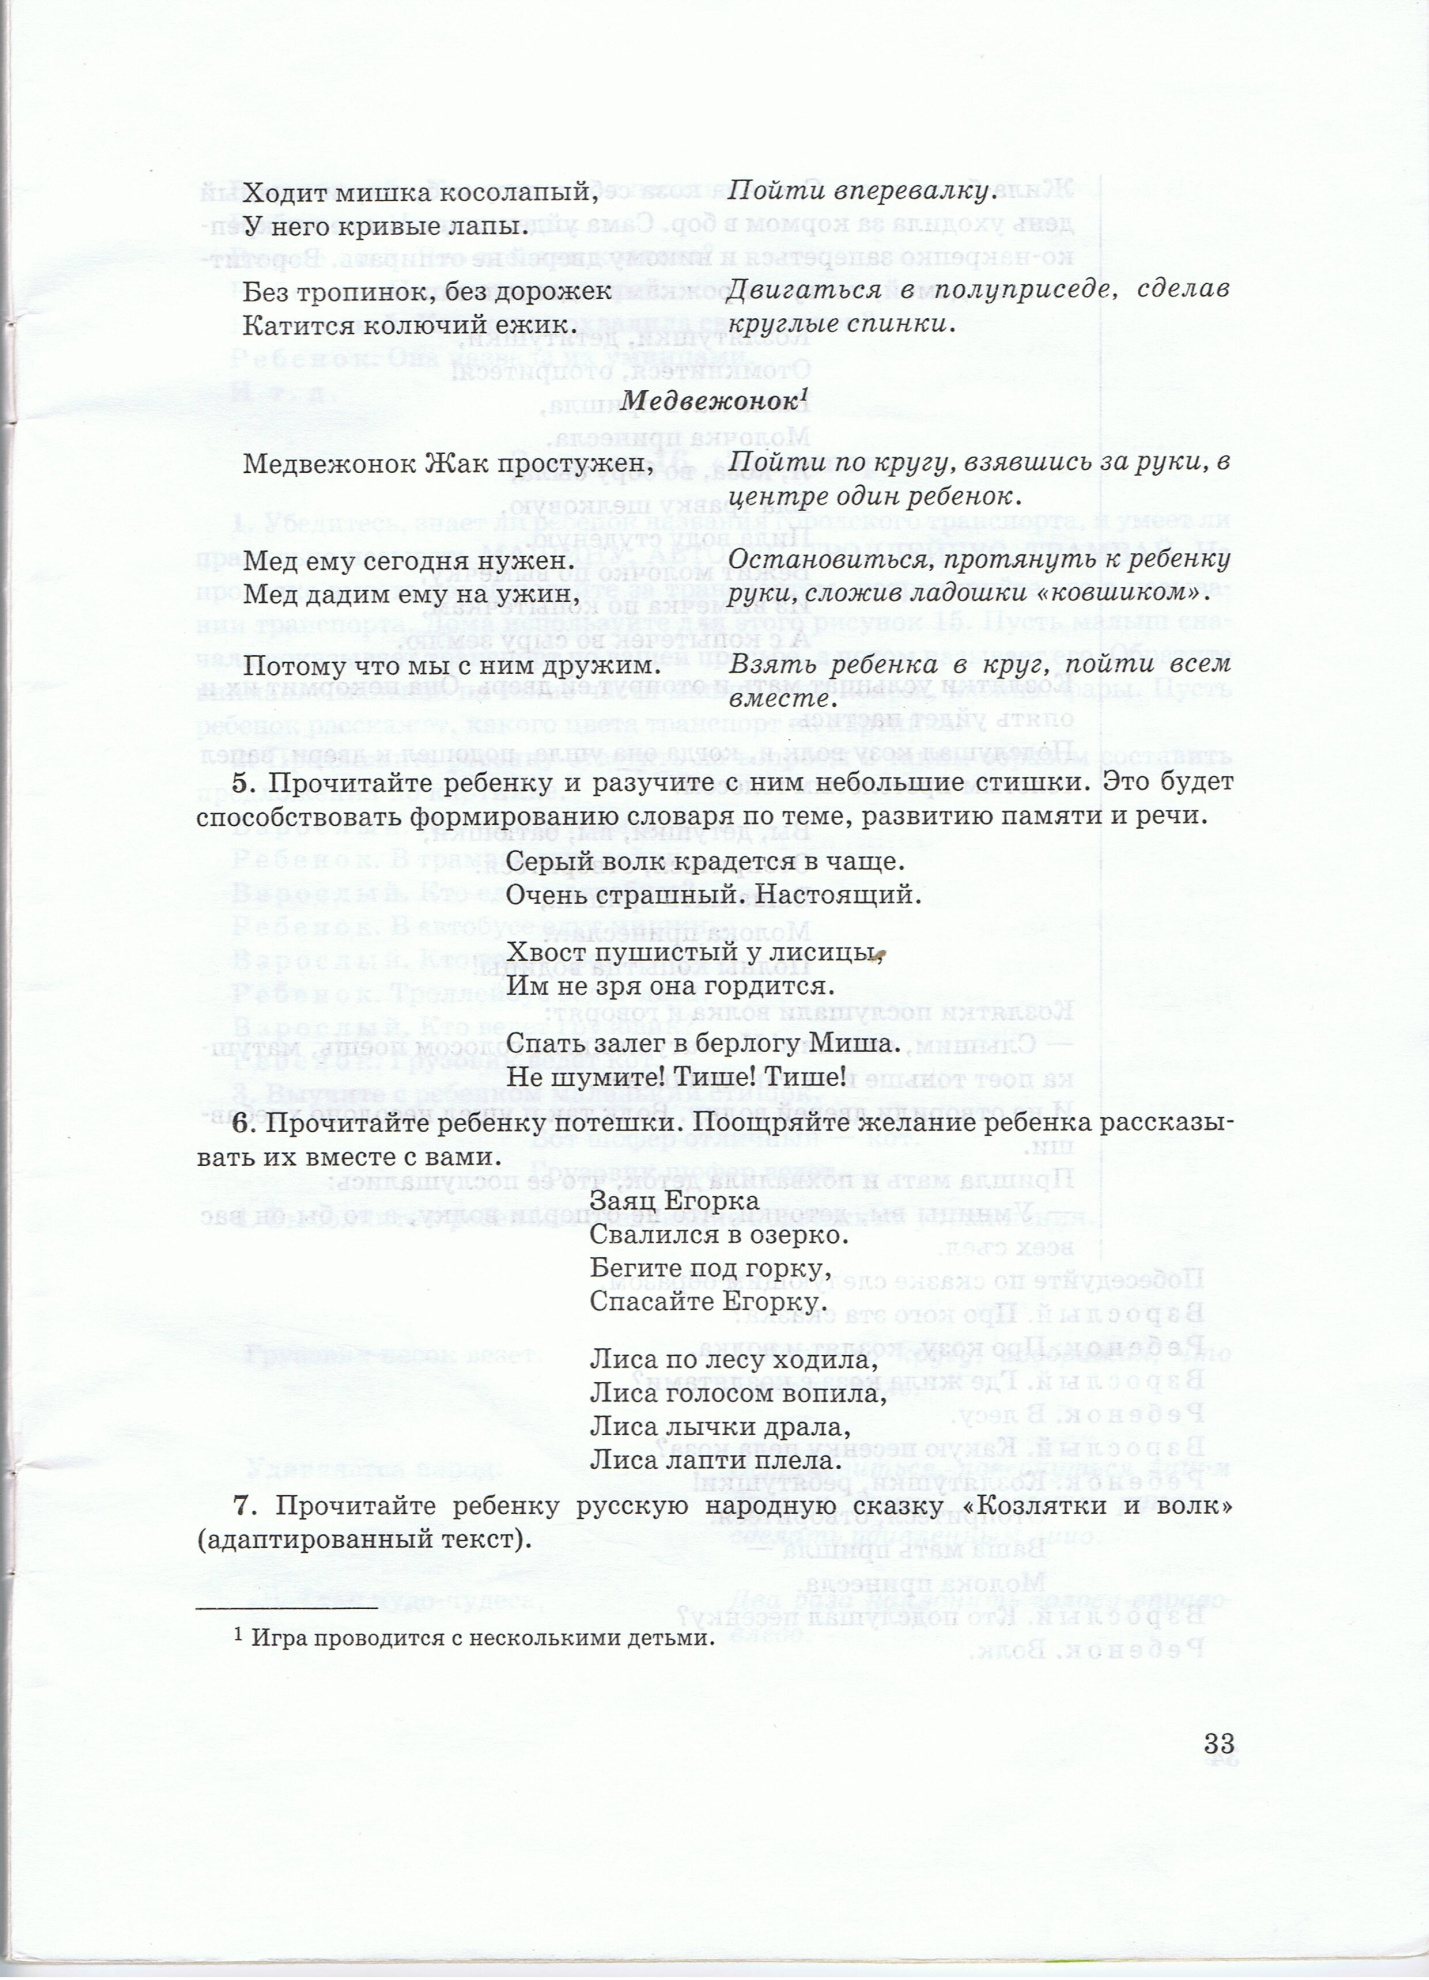 Ходит мишка косолапый,
Пойти вперевалку.
У него кривые лапы.
Без тропинок, без дорожек
Двигаться в полуприседе, сделав
Катится колючий ежик.
круглые спинки.
Медвежонок1
Медвежонок Жак простужен,
Пойти по кругу, взявшись за руки, в
центре один ребенок.
Мед ему сегодня нужен.
Остановиться, протянуть к ребенку
Мед дадим ему на ужин,
руки, сложив ладошки «ковшиком».
Потому что мы с ним дружим.
Взять ребенка в круг, пойти всем
вместе.
5. Прочитайте ребенку и разучите с ним небольшие стишки. Это будет
способствовать формированию словаря по теме, развитию памяти и речи.
Серый волк крадется в чаще.
Очень страшный. Настоящий.
Хвост пушистый у лисицы,
Им не зря она гордится.
Спать залег в берлогу Миша.
Не шумите! Тише! Тише!
6. Прочитайте ребенку потешки. Поощряйте желание ребенка рассказы-
вать их вместе с вами.
Заяц Егорка
Свалился в озерко.
Бегите под горку,
Спасайте Егорку.
Лиса по лесу ходила,
Лиса голосом вопила,
Лиса лычки драла,
Лиса лапти плела.
7. Прочитайте ребенку русскую народную сказку «Козлятки и волк»
(адаптированный текст).
1 Игра проводится с несколькими детьми.
33